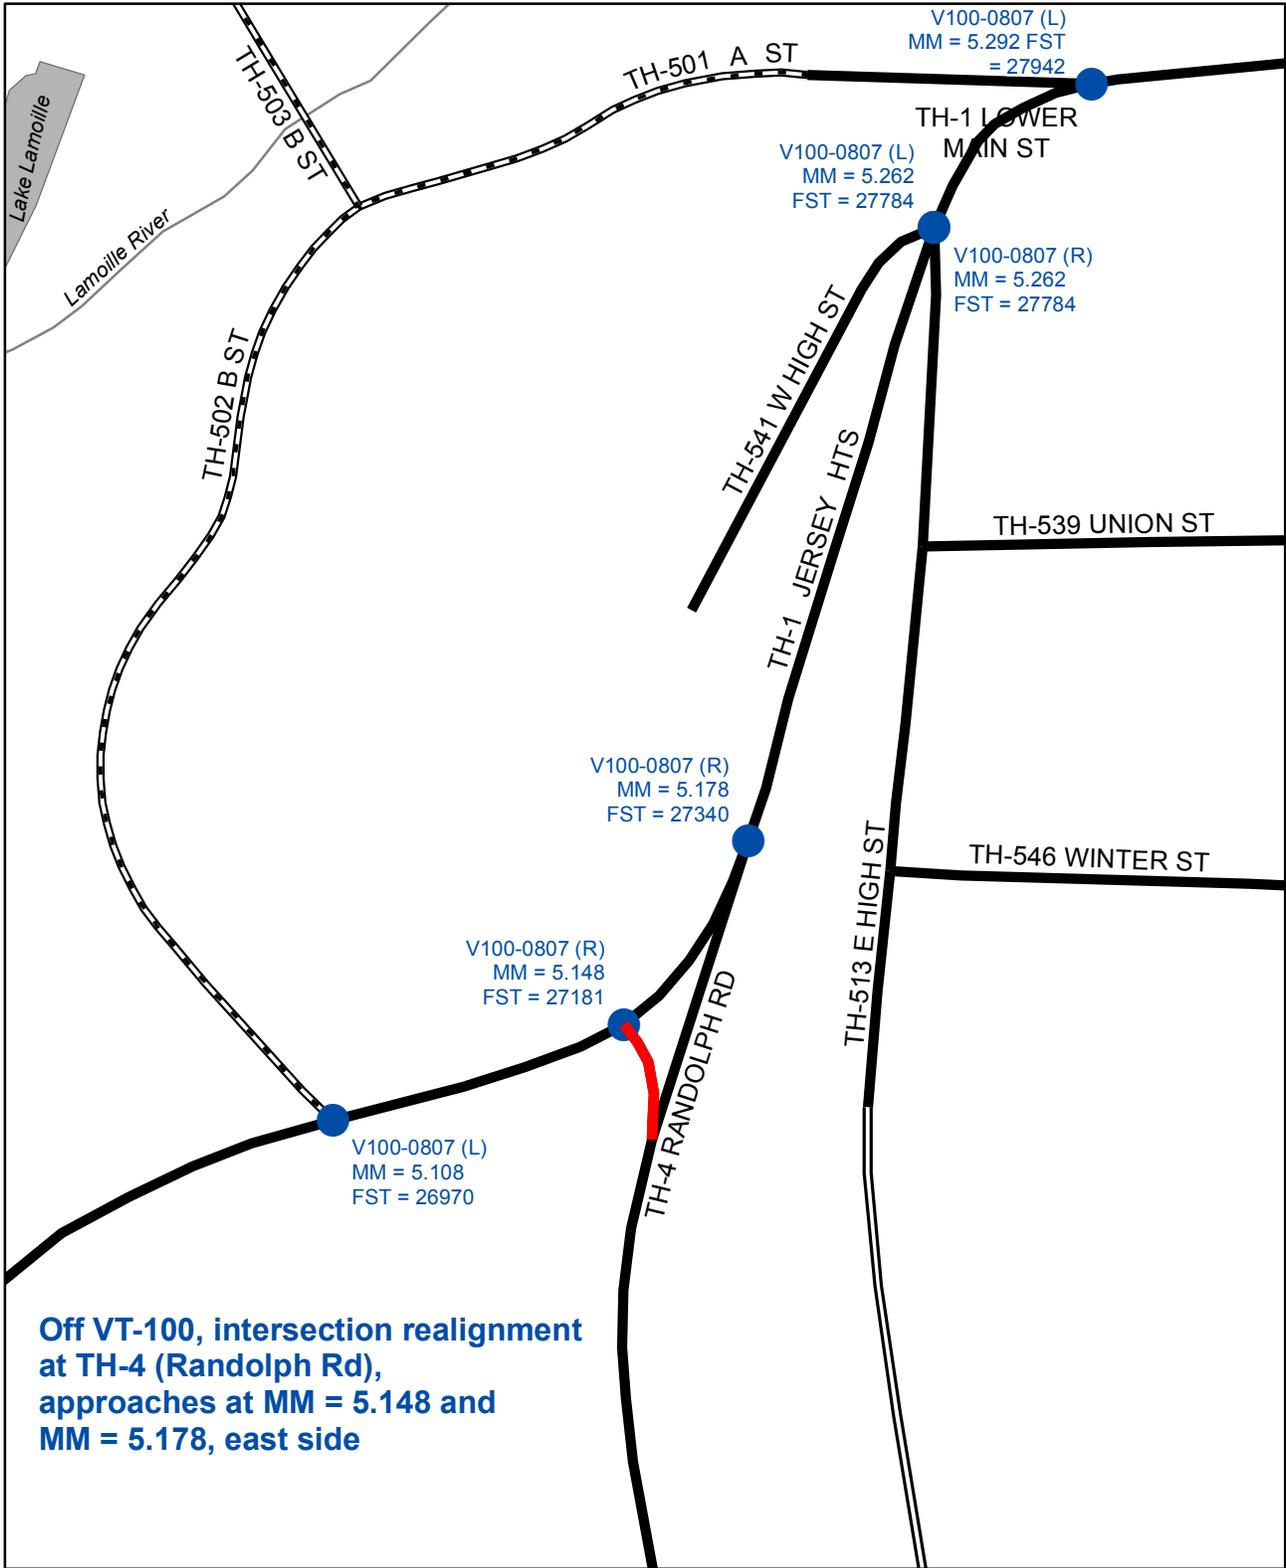 V100-0807 (L)
MM = 5.292 FST
= 27942
TH-501 A ST
TH-503 B ST
Lake Lamoille
TH-1 LOWER
MAIN ST
V100-0807 (L)
MM = 5.262
FST = 27784
Lamoille River
V100-0807 (R)
MM = 5.262
FST = 27784
TH-502 B ST
TH-541 W HIGH ST
TH-1 JERSEY HTS
TH-539 UNION ST
V100-0807 (R)
MM = 5.178
FST = 27340
TH-546 WINTER ST
TH-513 E HIGH ST
V100-0807 (R)
MM = 5.148
FST = 27181
TH-4 RANDOLPH RD
V100-0807 (L)
MM = 5.108
FST = 26970
Off VT-100, intersection realignment
at TH-4 (Randolph Rd),
approaches at MM = 5.148 and
MM = 5.178, east side